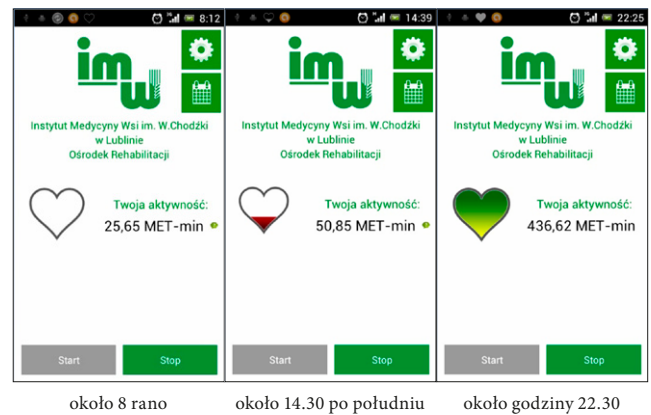 8:12
imw
Instytut Medycyny Wsi im. W.Chodźki
w Lublinie
Ośrodek Rehabilitacji
Twoja aktywność:
25,65 MET-min
Start
Stop
około 8 rano
14:39
imw
Instytut Medycyny Wsi im. W.Chodźki
w Lublinie
Ośrodek Rehabilitacji
Twoja aktywność:
50,85 MET-min
Start
Stop
około 14.30 po południu
22:25
imw
Instytut Medycyny Wsi im. W.Chodźki
w Lublinie
Ośrodek Rehabilitacji
Twoja aktywność:
436,62 MET-min
Start
Stop
około godziny 22.30